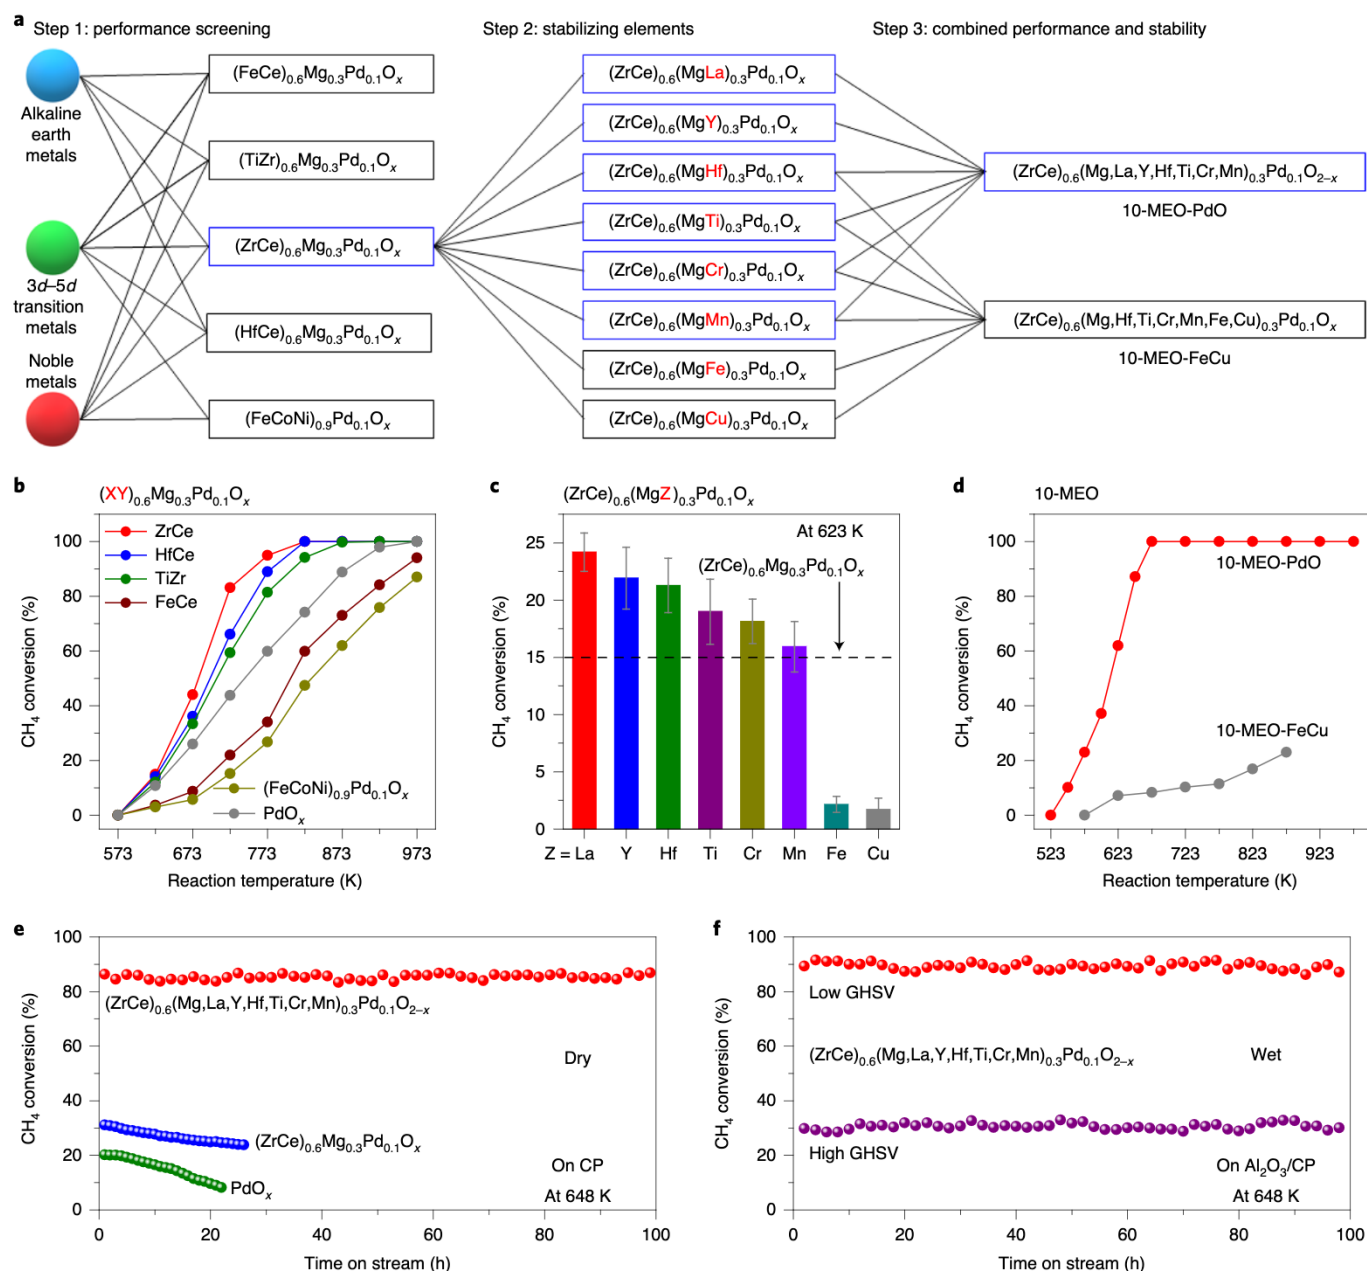 a
Step 1: performance screening
Step 2: stabilizing elements
Step 3: combined performance and stability
Alkaline
earth
metals
3d–5d
transition
metals
Noble
metals
(FeCe)0.6Mg0.3Pd0.1Ox
(TiZr)0.6Mg0.3Pd0.1Ox
(ZrCe)0.6Mg0.3Pd0.1Ox
(HfCe)0.6Mg0.3Pd0.1Ox
(FeCoNi)0.9Pd0.1Ox
(ZrCe)0.6(MgLa)0.3Pd0.1Ox
(ZrCe)0.6(MgY)0.3Pd0.1Ox
(ZrCe)0.6(MgHf)0.3Pd0.1Ox
(ZrCe)0.6(MgTi)0.3Pd0.1Ox
(ZrCe)0.6(MgCr)0.3Pd0.1Ox
(ZrCe)0.6(MgMn)0.3Pd0.1Ox
(ZrCe)0.6(MgFe)0.3Pd0.1Ox
(ZrCe)0.6(MgCu)0.3Pd0.1Ox
(ZrCe)0.6(Mg,La,Y,Hf,Ti,Cr,Mn)0.3Pd0.1O2–x
10-MEO-PdO
(ZrCe)0.6(Mg,Hf,Ti,Cr,Mn,Fe,Cu)0.3Pd0.1Ox
10-MEO-FeCu
b
(XY)0.6Mg0.3Pd0.1Ox
CH4 conversion (%)
100
80
60
40
20
0
ZrCe
HfCe
TiZr
FeCe
(FeCoNi)0.9Pd0.1Ox
PdOx
573 673 773 873 973
Reaction temperature (K)
c
(ZrCe)0.6(MgZ)0.3Pd0.1Ox
CH4 conversion (%)
25
20
15
10
5
0
At 623 K
(ZrCe)0.6Mg0.3Pd0.1Ox
Z = La Y Hf Ti Cr Mn Fe Cu
d
10-MEO
CH4 conversion (%)
100
80
60
40
20
0
10-MEO-PdO
10-MEO-FeCu
523 623 723 823 923
Reaction temperature (K)
e
CH4 conversion (%)
100
80
60
40
20
0
(ZrCe)0.6(Mg,La,Y,Hf,Ti,Cr,Mn)0.3Pd0.1O2–x
Dry
(ZrCe)0.6Mg0.3Pd0.1Ox
PdOx
On CP
At 648 K
0 20 40 60 80 100
Time on stream (h)
f
CH4 conversion (%)
100
80
60
40
20
0
Low GHSV
(ZrCe)0.6(Mg,La,Y,Hf,Ti,Cr,Mn)0.3Pd0.1O2–x
Wet
High GHSV
On Al2O3/CP
At 648 K
0 20 40 60 80 100
Time on stream (h)